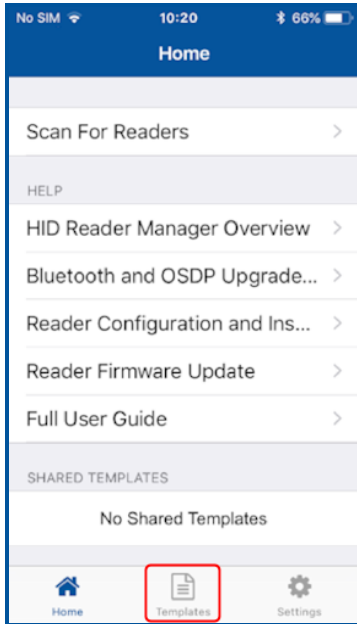 No SIM 10:20 66%
Home
Scan For Readers
HELP
HID Reader Manager Overview
Bluetooth and OSDP Upgrade...
Reader Configuration and Ins...
Reader Firmware Update
Full User Guide
SHARED TEMPLATES
No Shared Templates
Home Templates Settings